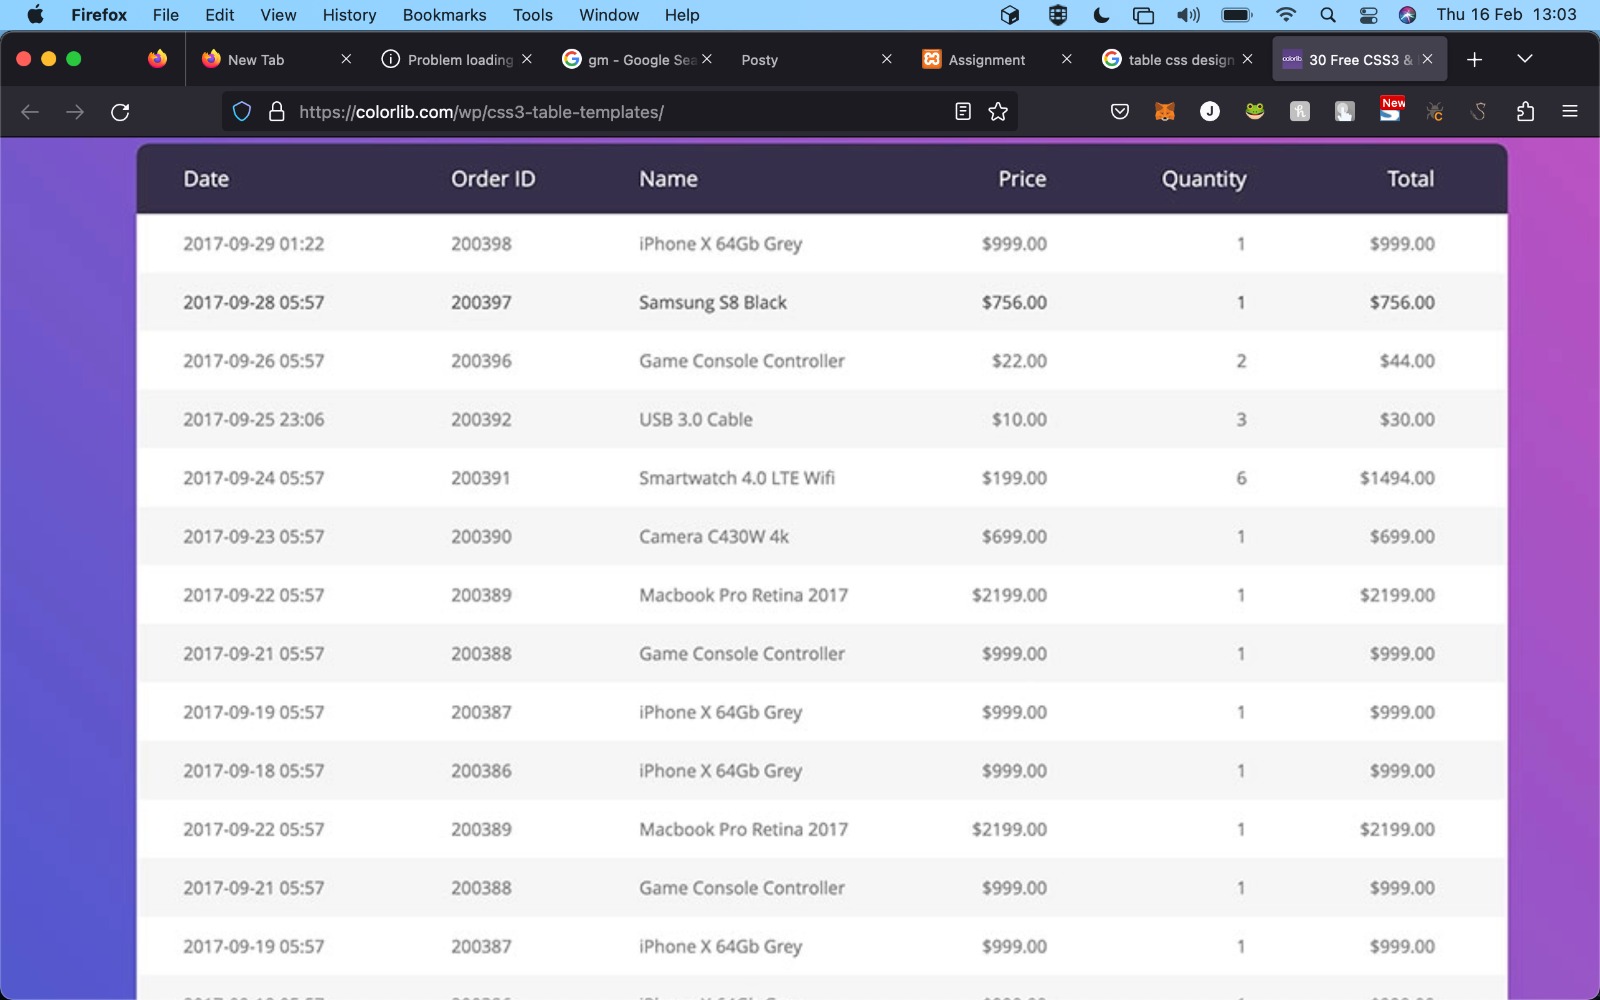 Firefox File Edit View History Bookmarks Tools Window Help Thu 16 Feb 13:03
New Tab Problem loading gm - Google Sea Posty Assignment table css design colorlib. 30 Free CSS3 &
https://colorlib.com/wp/css3-table-templates/ J h New C
Date Order ID Name Price Quantity Total
2017-09-29 01:22 200398 iPhone X 64Gb Grey $999.00 1 $999.00
2017-09-28 05:57 200397 Samsung S8 Black $756.00 1 $756.00
2017-09-26 05:57 200396 Game Console Controller $22.00 2 $44.00
2017-09-25 23:06 200392 USB 3.0 Cable $10.00 3 $30.00
2017-09-24 05:57 200391 Smartwatch 4.0 LTE Wifi $199.00 6 $1494.00
2017-09-23 05:57 200390 Camera C430W 4k $699.00 1 $699.00
2017-09-22 05:57 200389 Macbook Pro Retina 2017 $2199.00 1 $2199.00
2017-09-21 05:57 200388 Game Console Controller $999.00 1 $999.00
2017-09-19 05:57 200387 iPhone X 64Gb Grey $999.00 1 $999.00
2017-09-18 05:57 200386 iPhone X 64Gb Grey $999.00 1 $999.00
2017-09-22 05:57 200389 Macbook Pro Retina 2017 $2199.00 1 $2199.00
2017-09-21 05:57 200388 Game Console Controller $999.00 1 $999.00
2017-09-19 05:57 200387 iPhone X 64Gb Grey $999.00 1 $999.00